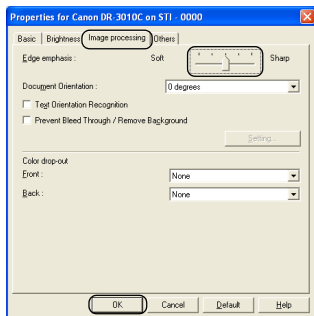 Properties for Canon DR-3010C on STI - 0000
Basic Brightness Image processing Others
Edge emphasis : Soft Sharp
Document Orientation : 0 degrees
Text Orientation Recognition
Prevent Bleed Through / Remove Background
Setting...
Color drop-out
Front : None
Back : None
OK Cancel Default Help